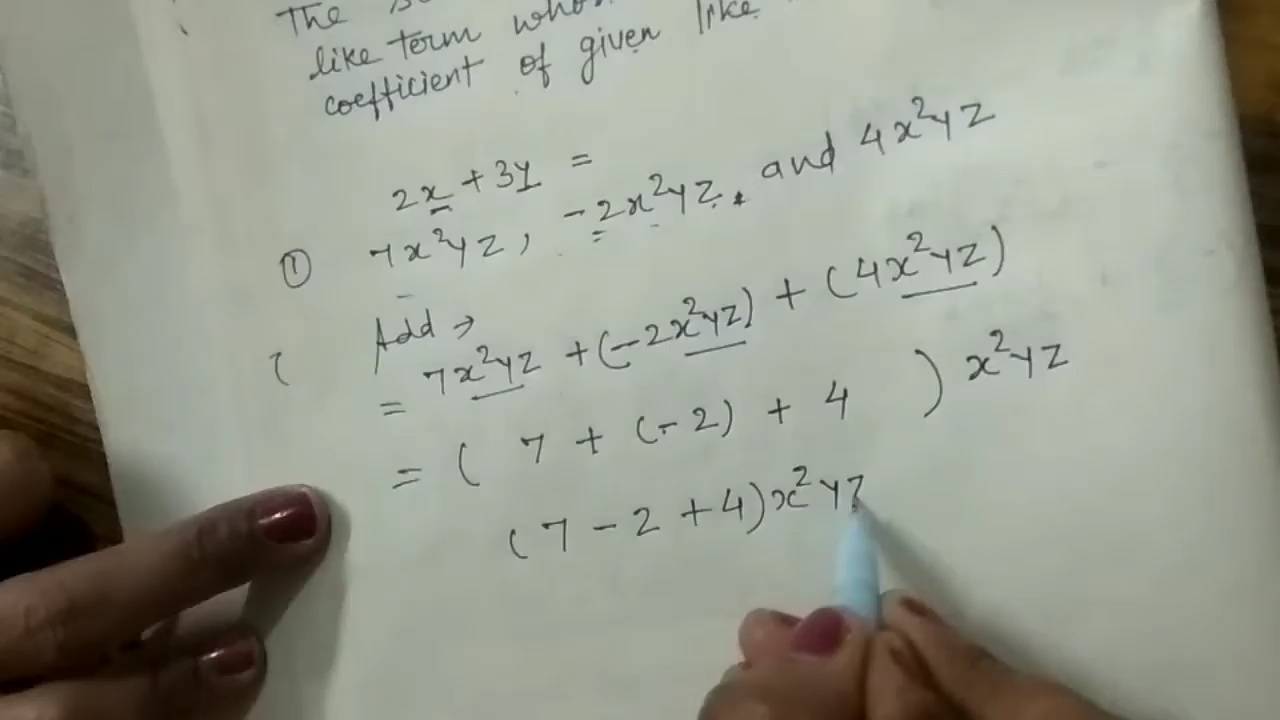 The
like term
coefficient of given like
2x + 3y =
① 7x²yz, -2x²yz. and 4x²yz
Add →
= 7x²yz + (-2x²yz) + (4x²yz)
= ( 7 + (-2) + 4 ) x²yz
(7 - 2 + 4)x²yz